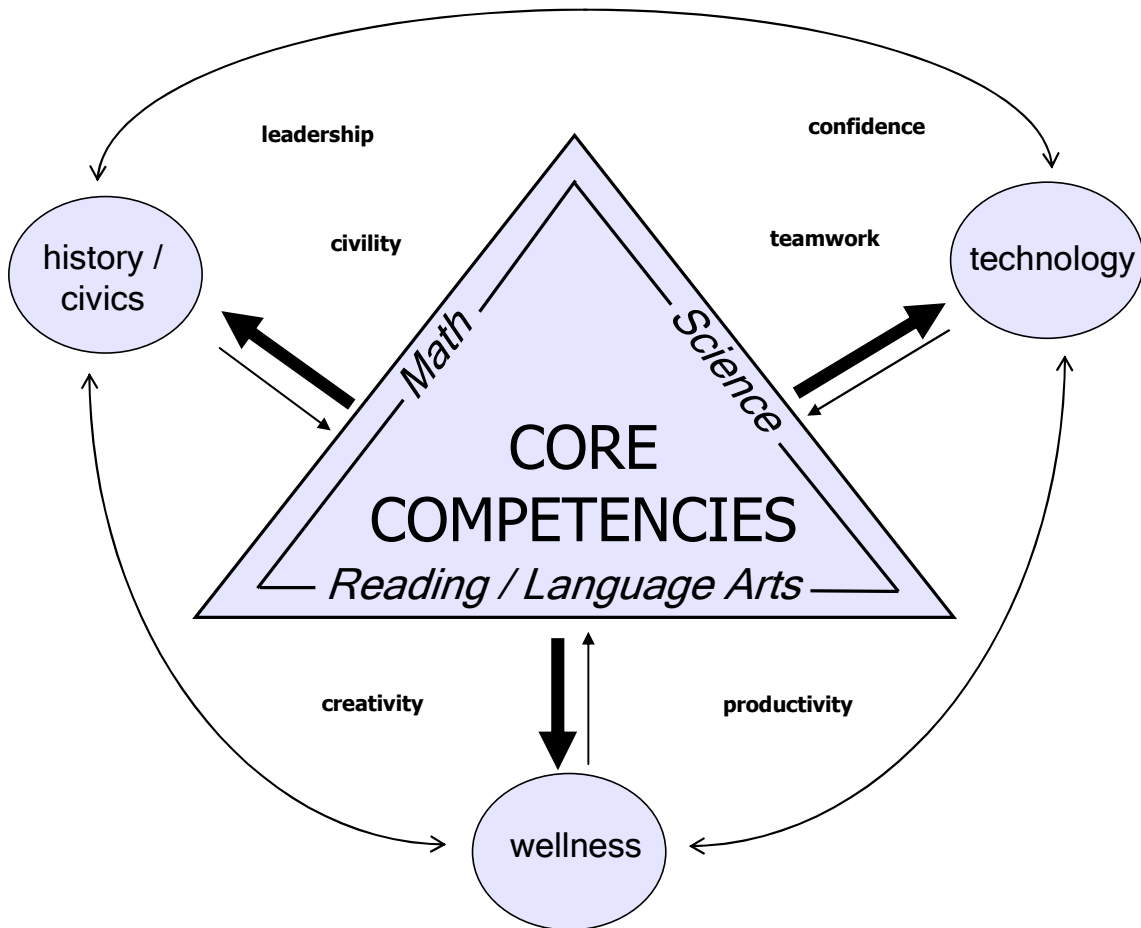 leadership
confidence
civility
teamwork
history /
civics
technology
Math
Science
CORE
COMPETENCIES
Reading / Language Arts
creativity
productivity
wellness